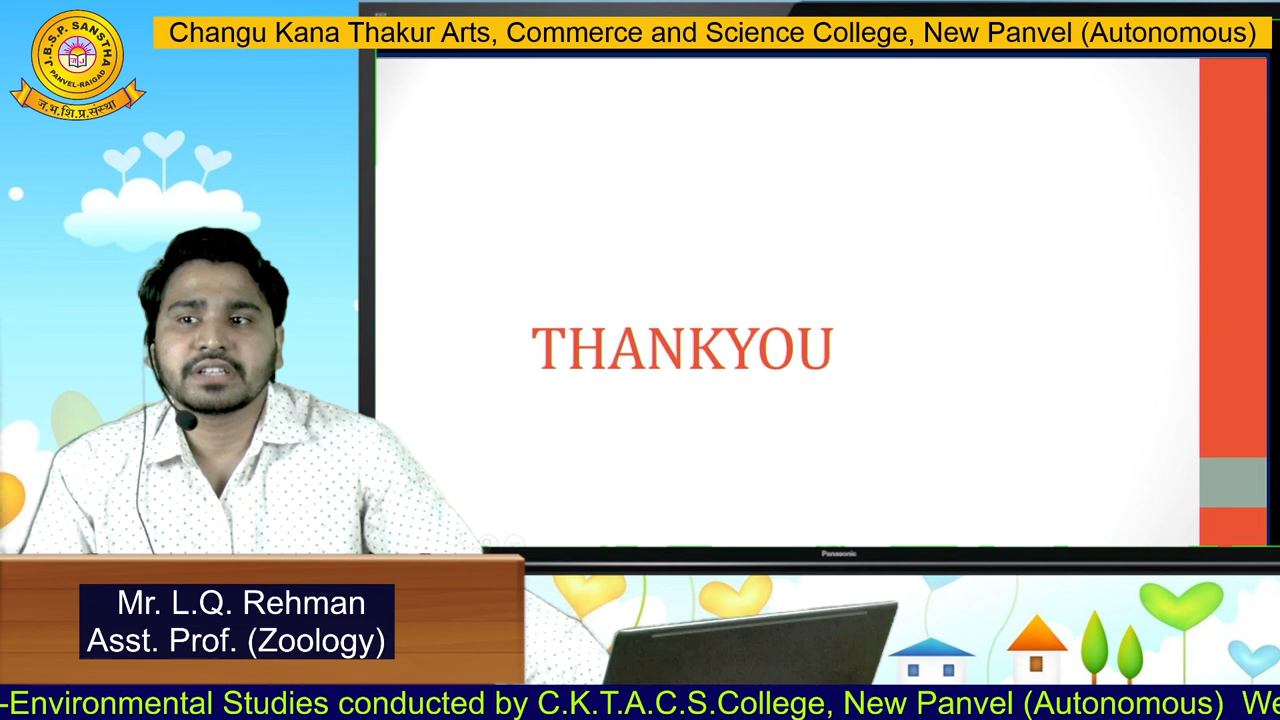 J.B.S.P. SANSTHA
PANVEL-RAIGAD
ज.भ.शि.प्र.संस्था
Changu Kana Thakur Arts, Commerce and Science College, New Panvel (Autonomous)
THANKYOU
Panasonic
Mr. L.Q. Rehman
Asst. Prof. (Zoology)
-Environmental Studies conducted by C.K.T.A.C.S.College, New Panvel (Autonomous) We